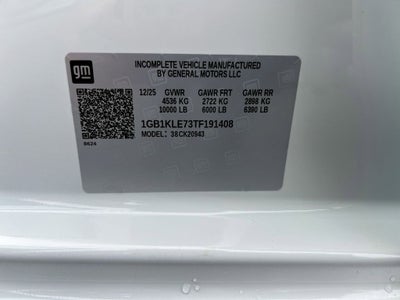 gm
INCOMPLETE VEHICLE MANUFACTURED
BY GENERAL MOTORS LLC
12/25 GVWR GAWR FRT GAWR RR
4536 KG 2722 KG 2898 KG
10000 LB 6000 LB 6390 LB
1GB1KLE73TF191408
MODEL: 38CK20943
8624